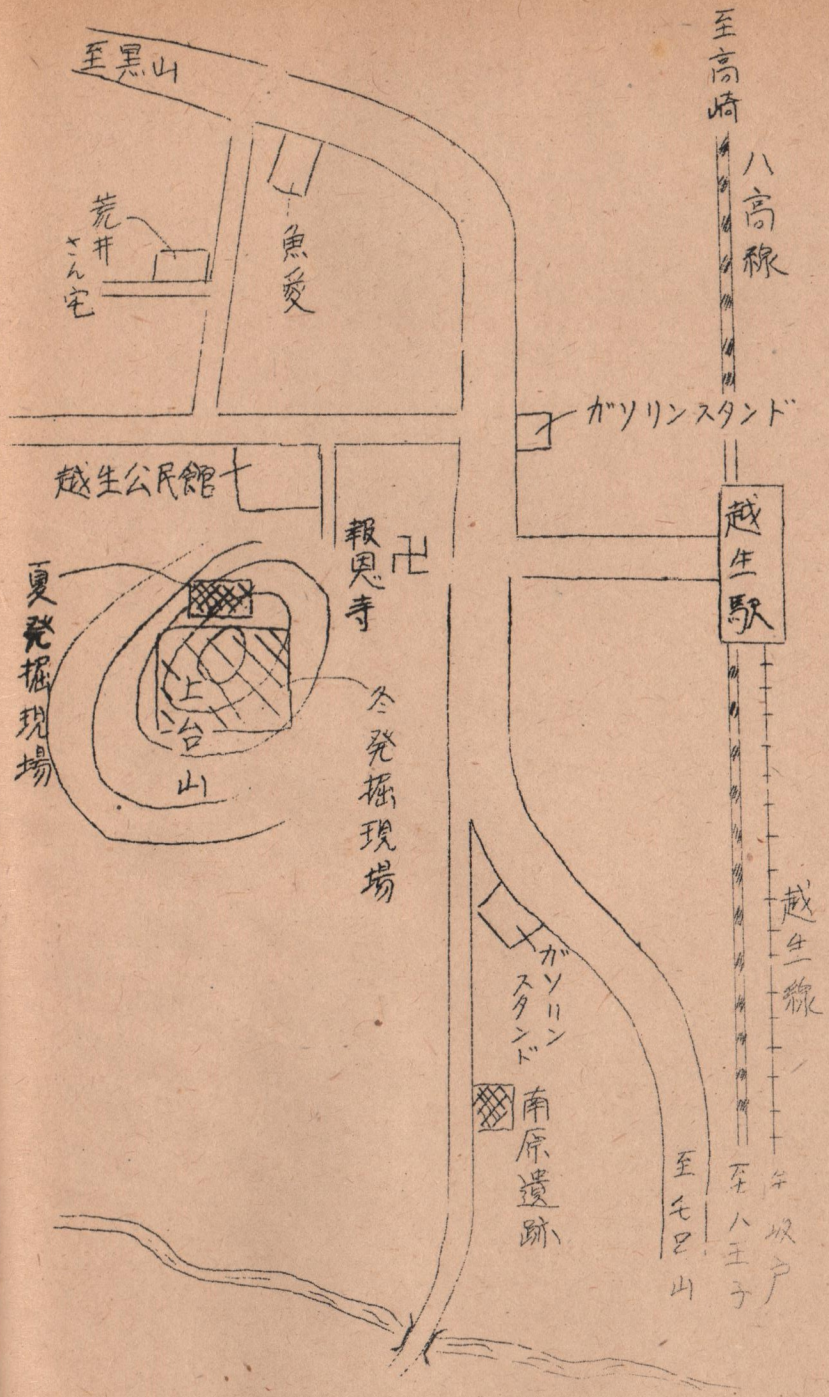 至黒山
至高崎
八高線
荒井
さん宅
魚愛
ガソリンスタンド
越生公民館
越生駅
報恩寺
卍
夏発掘現場
上台山
冬発掘現場
越生線
ガソリン
スタンド
南原遺跡
至毛呂山
至八王子
至坂戸